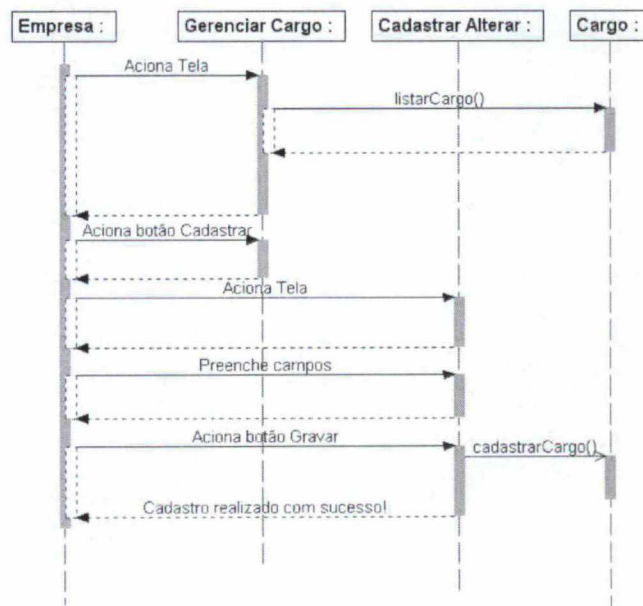 Empresa :
Gerenciar Cargo :
Cadastrar Alterar :
Cargo :
Aciona Tela
listarCargo()
Aciona botão Cadastrar
Aciona Tela
Preenche campos
Aciona botão Gravar
cadastrarCargo()
Cadastro realizado com sucesso!